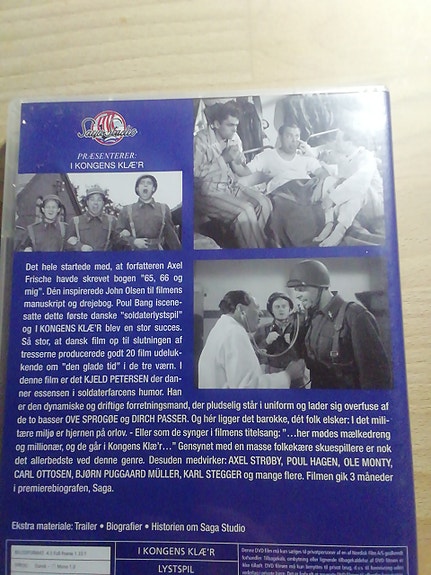 Saga Studio
PRÆSENTERER:
I KONGENS KLÆ'R
Det hele startede med, at forfatteren Axel
Frische havde skrevet bogen "65, 66 og
mig". Dén inspirerede John Olsen til filmens
manuskript og drejebog. Poul Bang iscene-
satte dette første danske "soldaterlystspil"
og I KONGENS KLÆ'R blev en stor succes.
Så stor, at dansk film op til slutningen af
tresserne producerede godt 20 film udeluk-
kende om "den glade tid" i de tre værn. I
denne film er det KJELD PETERSEN der dan-
ner essensen i soldaterfarcens humor. Han
er den dynamiske og driftige forretningsmand, der pludselig står i uniform og lader sig overfuse af
de to basser OVE SPROGØE og DIRCH PASSER. Og hér ligger det barokke, dét folk elsker: I det mili-
tære miljø er hjernen på orlov. - Eller som de synger i filmens titelsang: "...her mødes mælkedreng
og millionær, og de går i Kongens Klæ'r..." Gensynet med en masse folkekære skuespillere er nok
det allerbedste ved denne genre. Desuden medvirker: AXEL STRØBY, POUL HAGEN, OLE MONTY,
CARL OTTOSEN, BJØRN PUGGAARD MÜLLER, KARL STEGGER og mange flere. Filmen gik 3 måneder
i premierebiografen, Saga.
Ekstra materiale: Trailer • Biografier • Historien om Saga Studio
I KONGENS KLÆ'R
LYSTSPIL